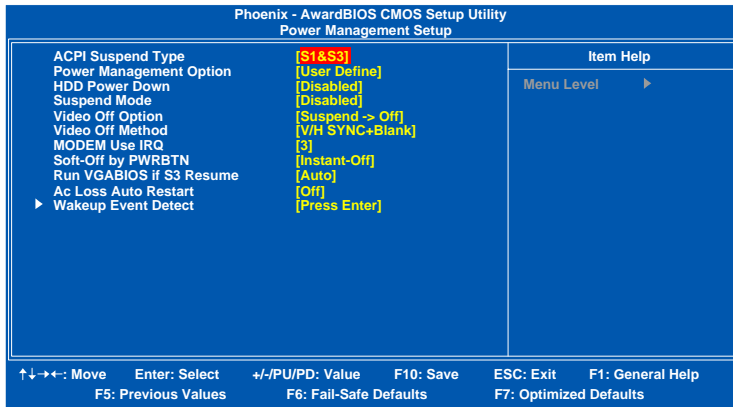 Phoenix - AwardBIOS CMOS Setup Utility
Power Management Setup
ACPI Suspend Type [S1&S3]
Power Management Option [User Define]
HDD Power Down [Disabled]
Suspend Mode [Disabled]
Video Off Option [Suspend -> Off]
Video Off Method [V/H SYNC+Blank]
MODEM Use IRQ [3]
Soft-Off by PWRBTN [Instant-Off]
Run VGABIOS if S3 Resume [Auto]
Ac Loss Auto Restart [Off]
Wakeup Event Detect [Press Enter]
Item Help
Menu Level
↑↓→←: Move Enter: Select +/-/PU/PD: Value F10: Save ESC: Exit F1: General Help
F5: Previous Values F6: Fail-Safe Defaults F7: Optimized Defaults